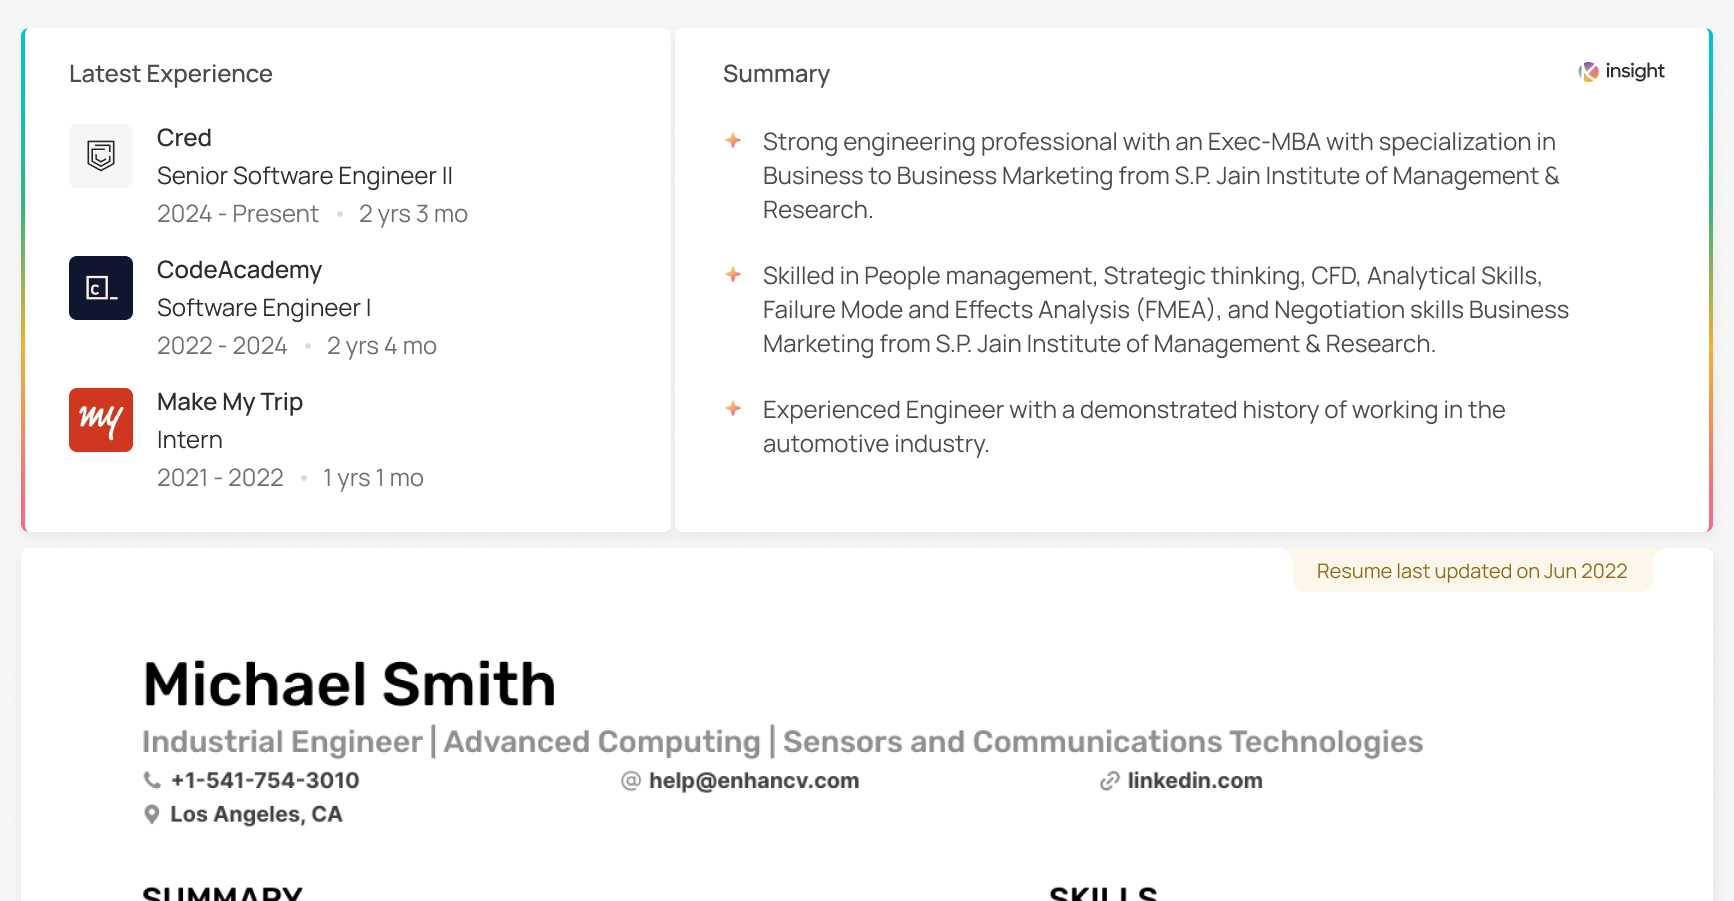 Latest Experience
Cred
Senior Software Engineer II
2024 - Present • 2 yrs 3 mo
c_
CodeAcademy
Software Engineer I
2022 - 2024 • 2 yrs 4 mo
my
Make My Trip
Intern
2021 - 2022 • 1 yrs 1 mo
Summary
insight
Strong engineering professional with an Exec-MBA with specialization in
Business to Business Marketing from S.P. Jain Institute of Management &
Research.
Skilled in People management, Strategic thinking, CFD, Analytical Skills,
Failure Mode and Effects Analysis (FMEA), and Negotiation skills Business
Marketing from S.P. Jain Institute of Management & Research.
Experienced Engineer with a demonstrated history of working in the
automotive industry.
Resume last updated on Jun 2022
Michael Smith
Industrial Engineer | Advanced Computing | Sensors and Communications Technologies
+1-541-754-3010
help@enhancv.com
linkedin.com
Los Angeles, CA
SUMMARY
SKILLS